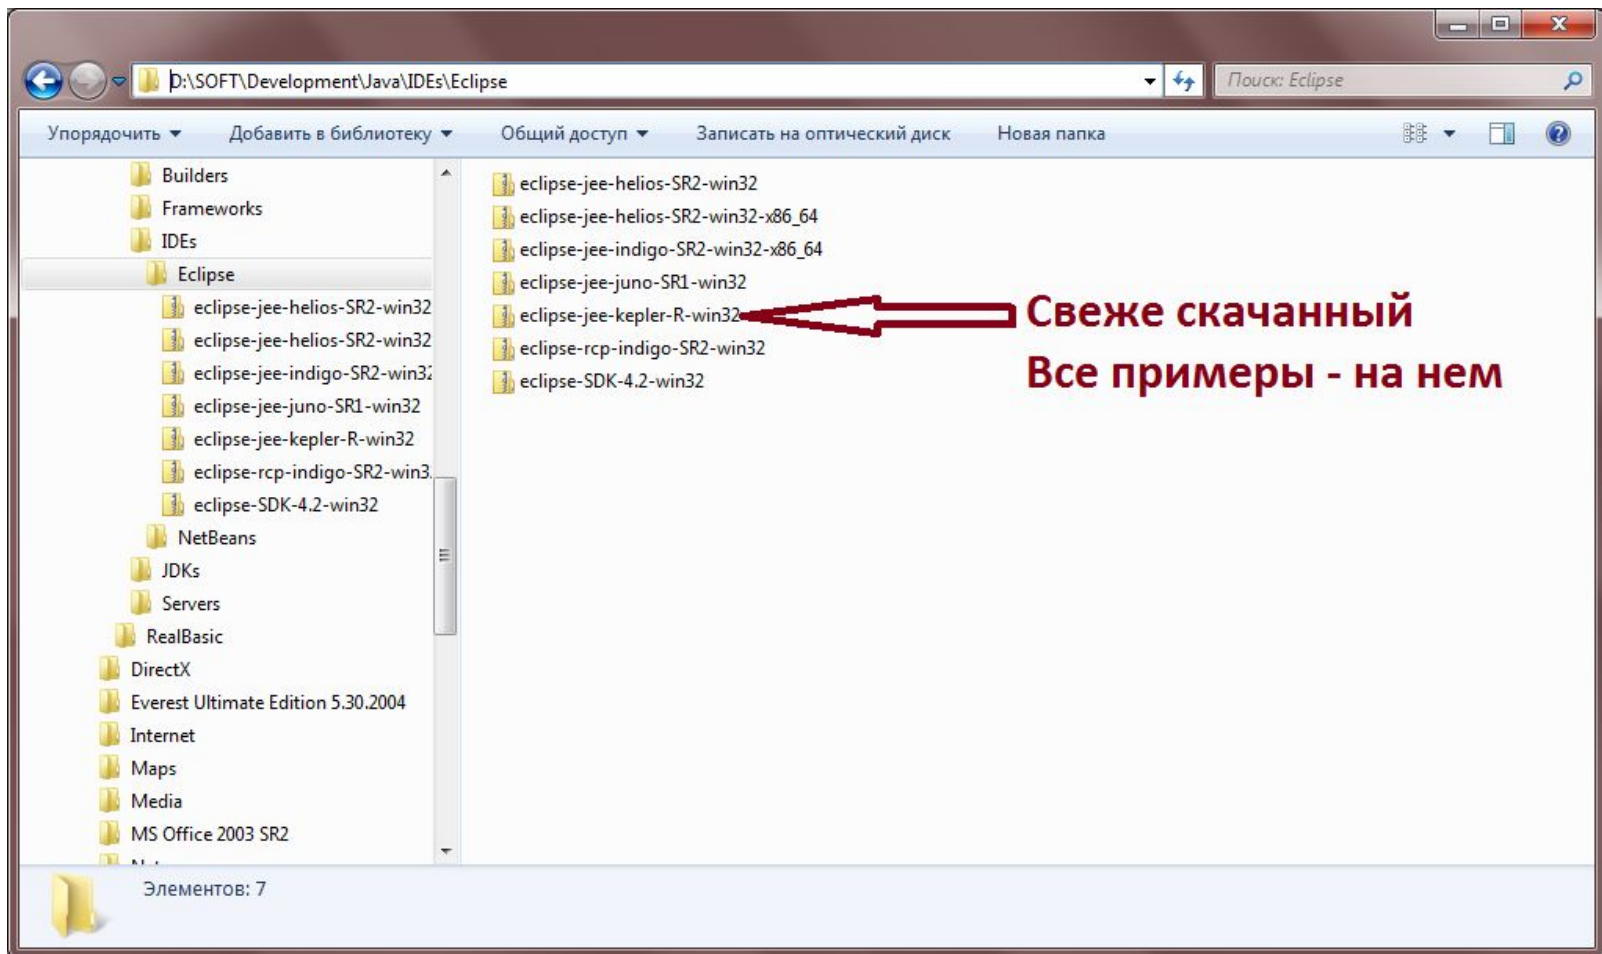 D:\SOFT\Development\Java\IDEs\Eclipse
Поиск: Eclipse
Упорядочить
Добавить в библиотеку
Общий доступ
Записать на оптический диск
Новая папка
Builders
Frameworks
IDEs
Eclipse
eclipse-jee-helios-SR2-win32
eclipse-jee-helios-SR2-win32
eclipse-jee-indigo-SR2-win32
eclipse-jee-juno-SR1-win32
eclipse-jee-kepler-R-win32
eclipse-rcp-indigo-SR2-win3
eclipse-SDK-4.2-win32
NetBeans
JDKs
Servers
RealBasic
DirectX
Everest Ultimate Edition 5.30.2004
Internet
Maps
Media
MS Office 2003 SR2
eclipse-jee-helios-SR2-win32
eclipse-jee-helios-SR2-win32-x86_64
eclipse-jee-indigo-SR2-win32-x86_64
eclipse-jee-juno-SR1-win32
eclipse-jee-kepler-R-win32
eclipse-rcp-indigo-SR2-win32
eclipse-SDK-4.2-win32
Свеже скачанный
Все примеры - на нем
Элементов: 7